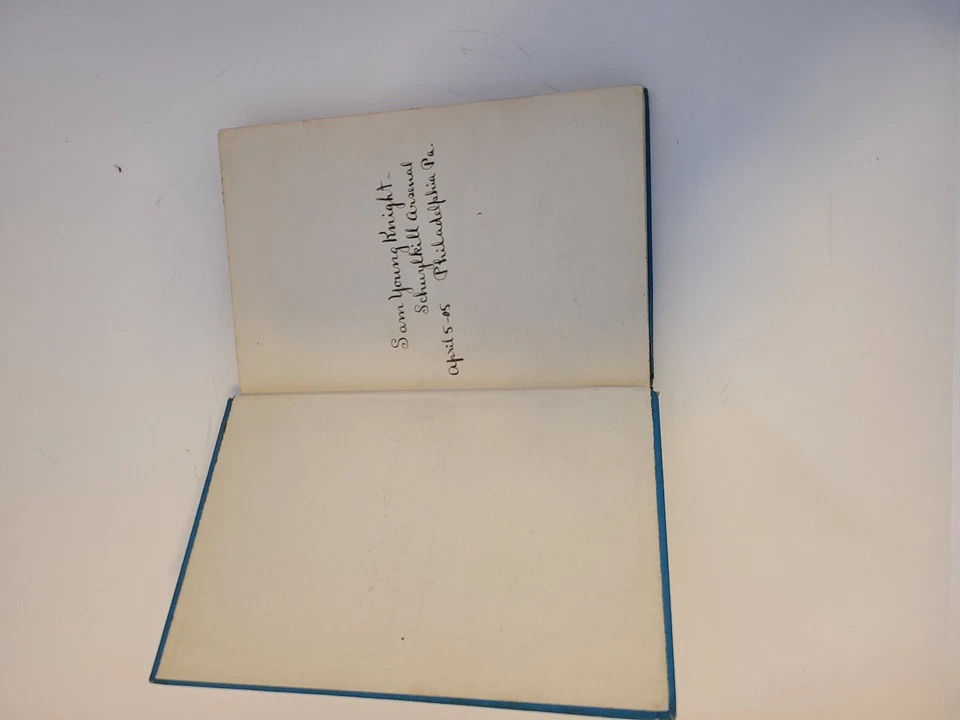 Sam Young Knight-
Schuylkill Arsenal
April 5-05 Philadelphia Pa.